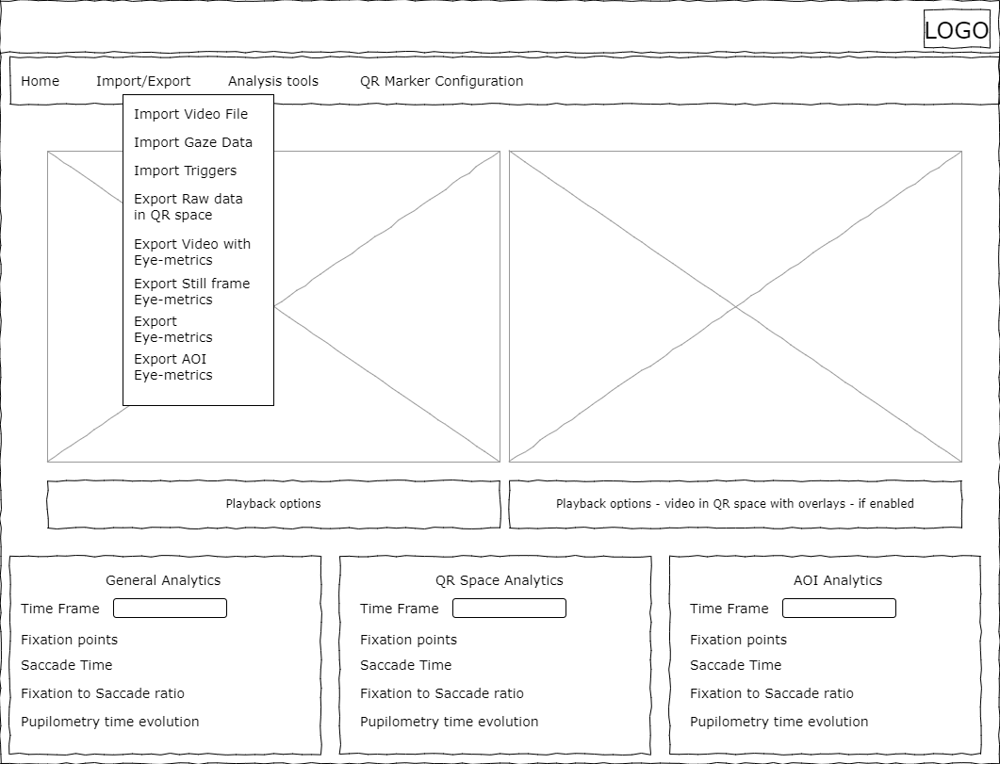 LOGO
Home Import/Export Analysis tools QR Marker Configuration
Import Video File
Import Gaze Data
Import Triggers
Export Raw data
in QR space
Export Video with
Eye-metrics
Export Still frame
Eye-metrics
Export
Eye-metrics
Export AOI
Eye-metrics
Playback options
Playback options - video in QR space with overlays - if enabled
General Analytics
Time Frame
Fixation points
Saccade Time
Fixation to Saccade ratio
Pupilometry time evolution
QR Space Analytics
Time Frame
Fixation points
Saccade Time
Fixation to Saccade ratio
Pupilometry time evolution
AOI Analytics
Time Frame
Fixation points
Saccade Time
Fixation to Saccade ratio
Pupilometry time evolution